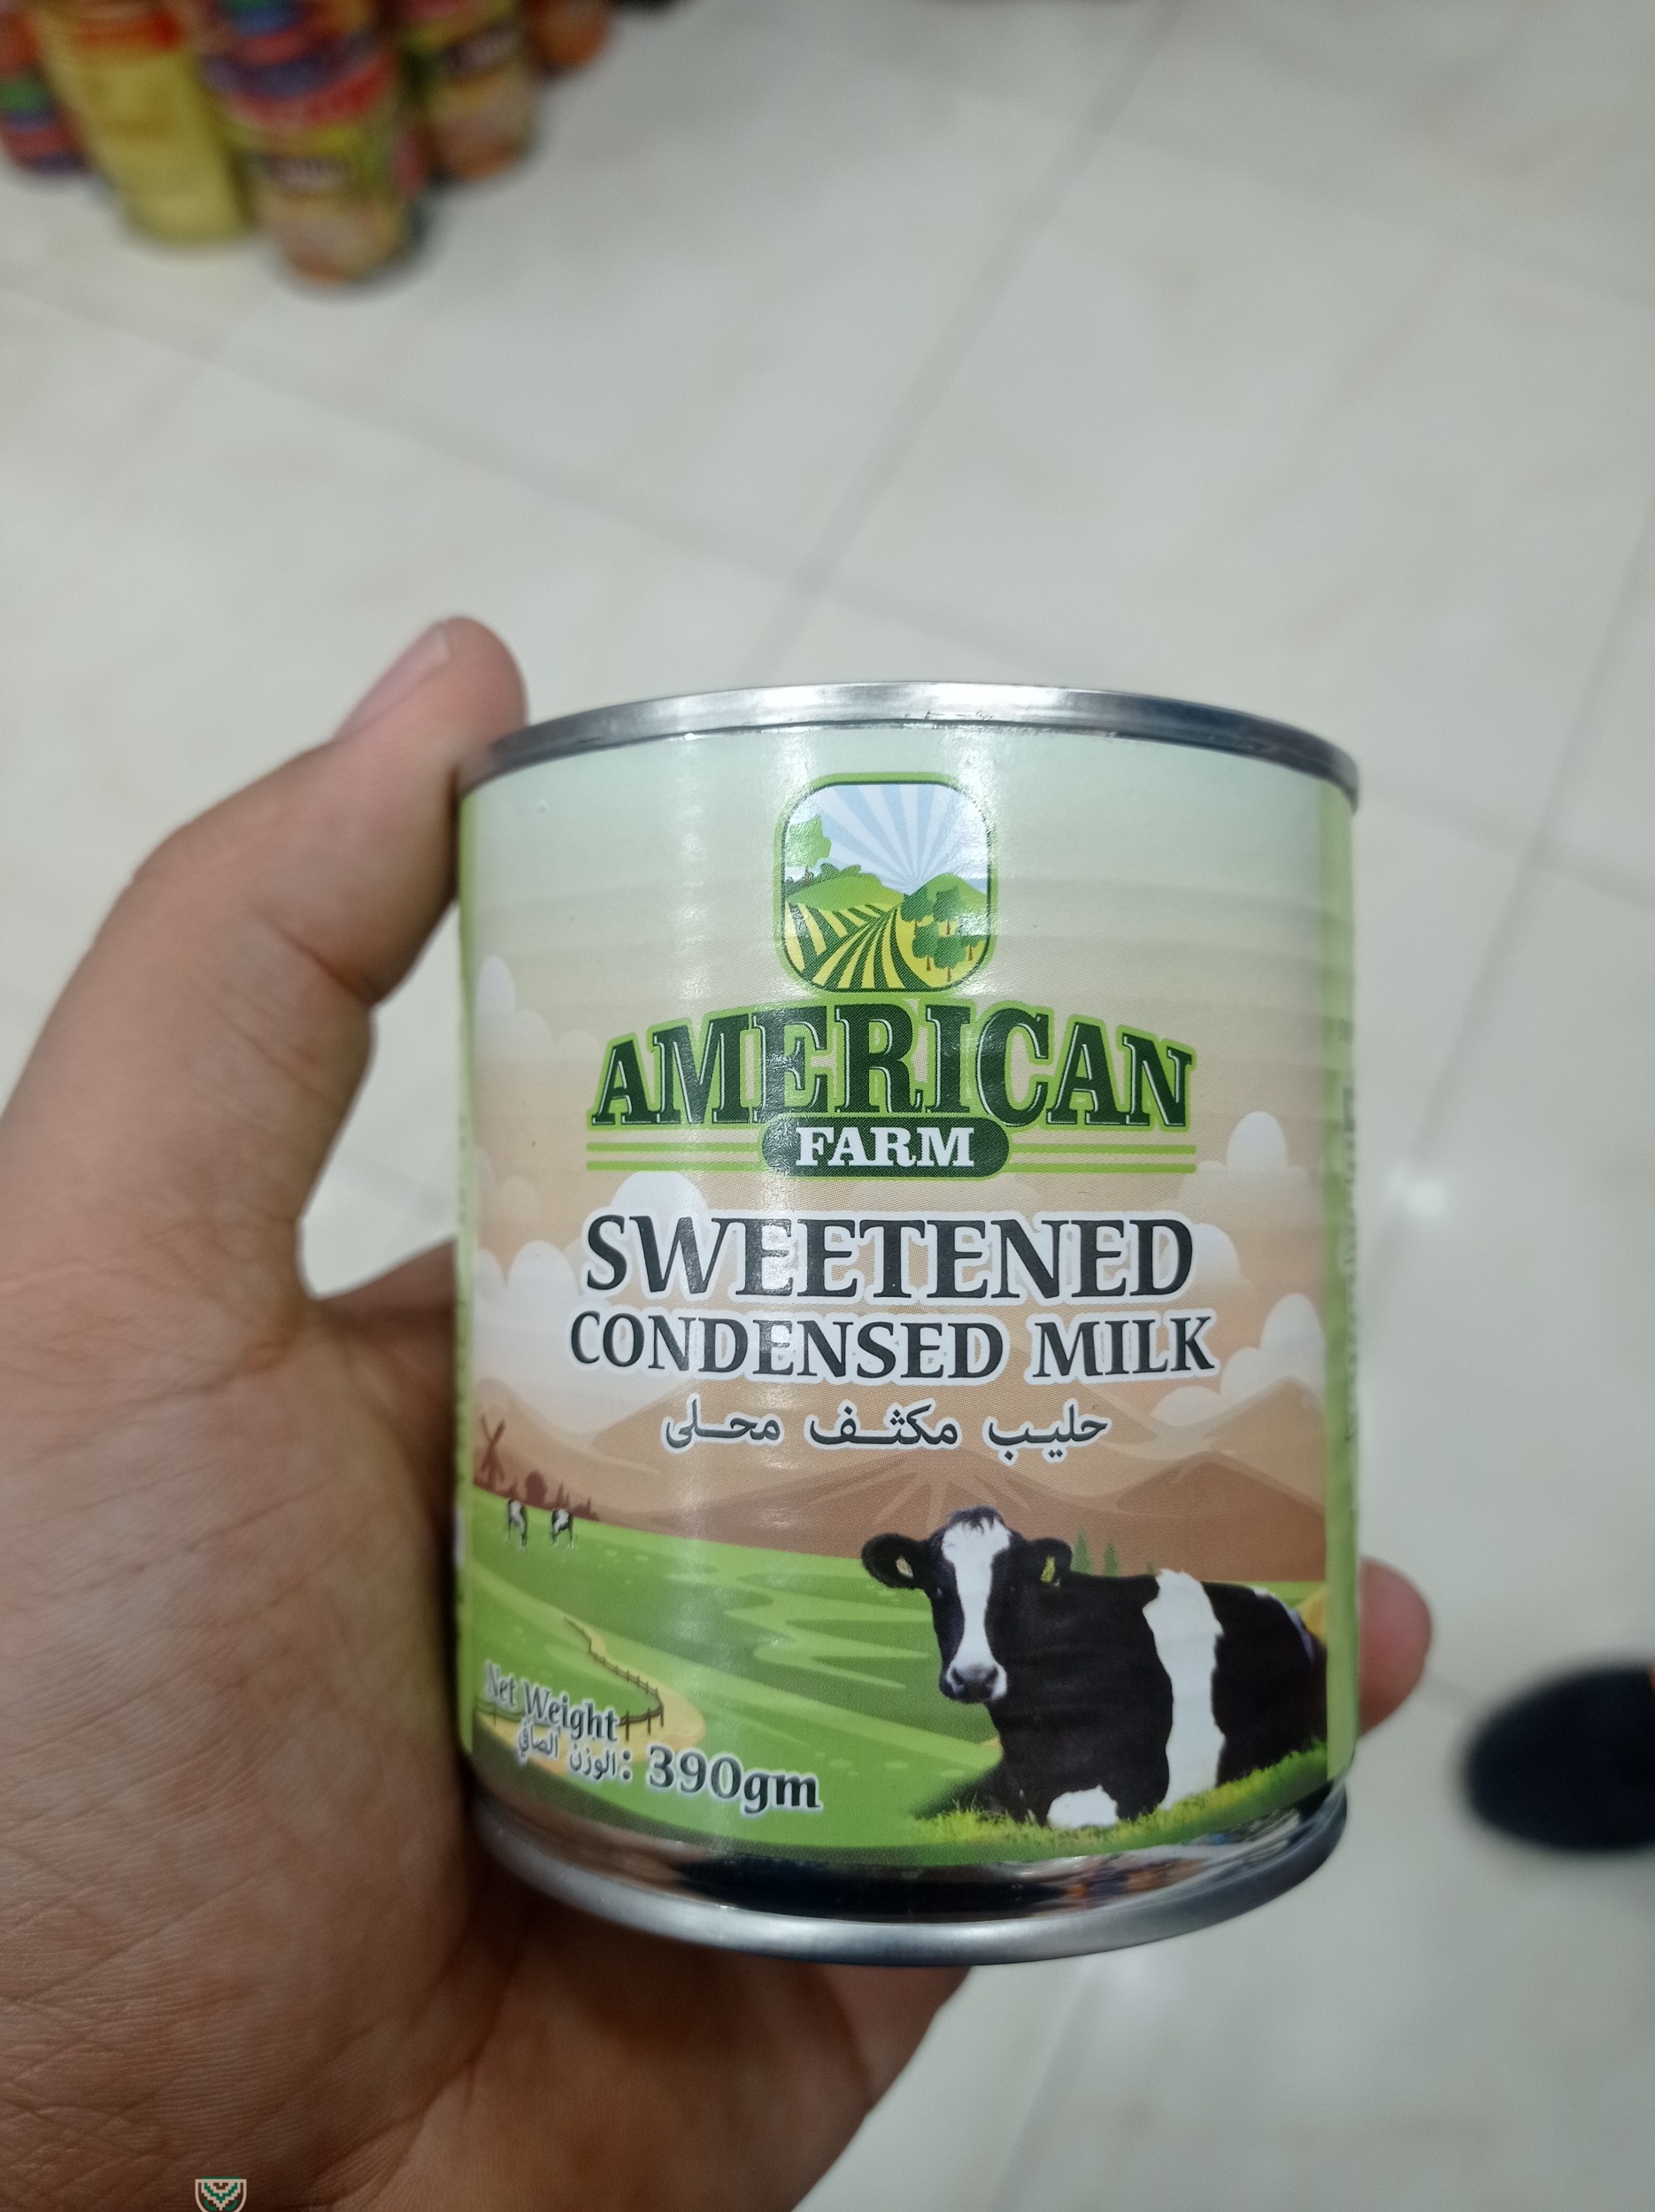 AMERICAN
FARM
SWEETENED
CONDENSED MILK
حليب مكثف محلى
Net Weight
الوزن الصافي : 390gm